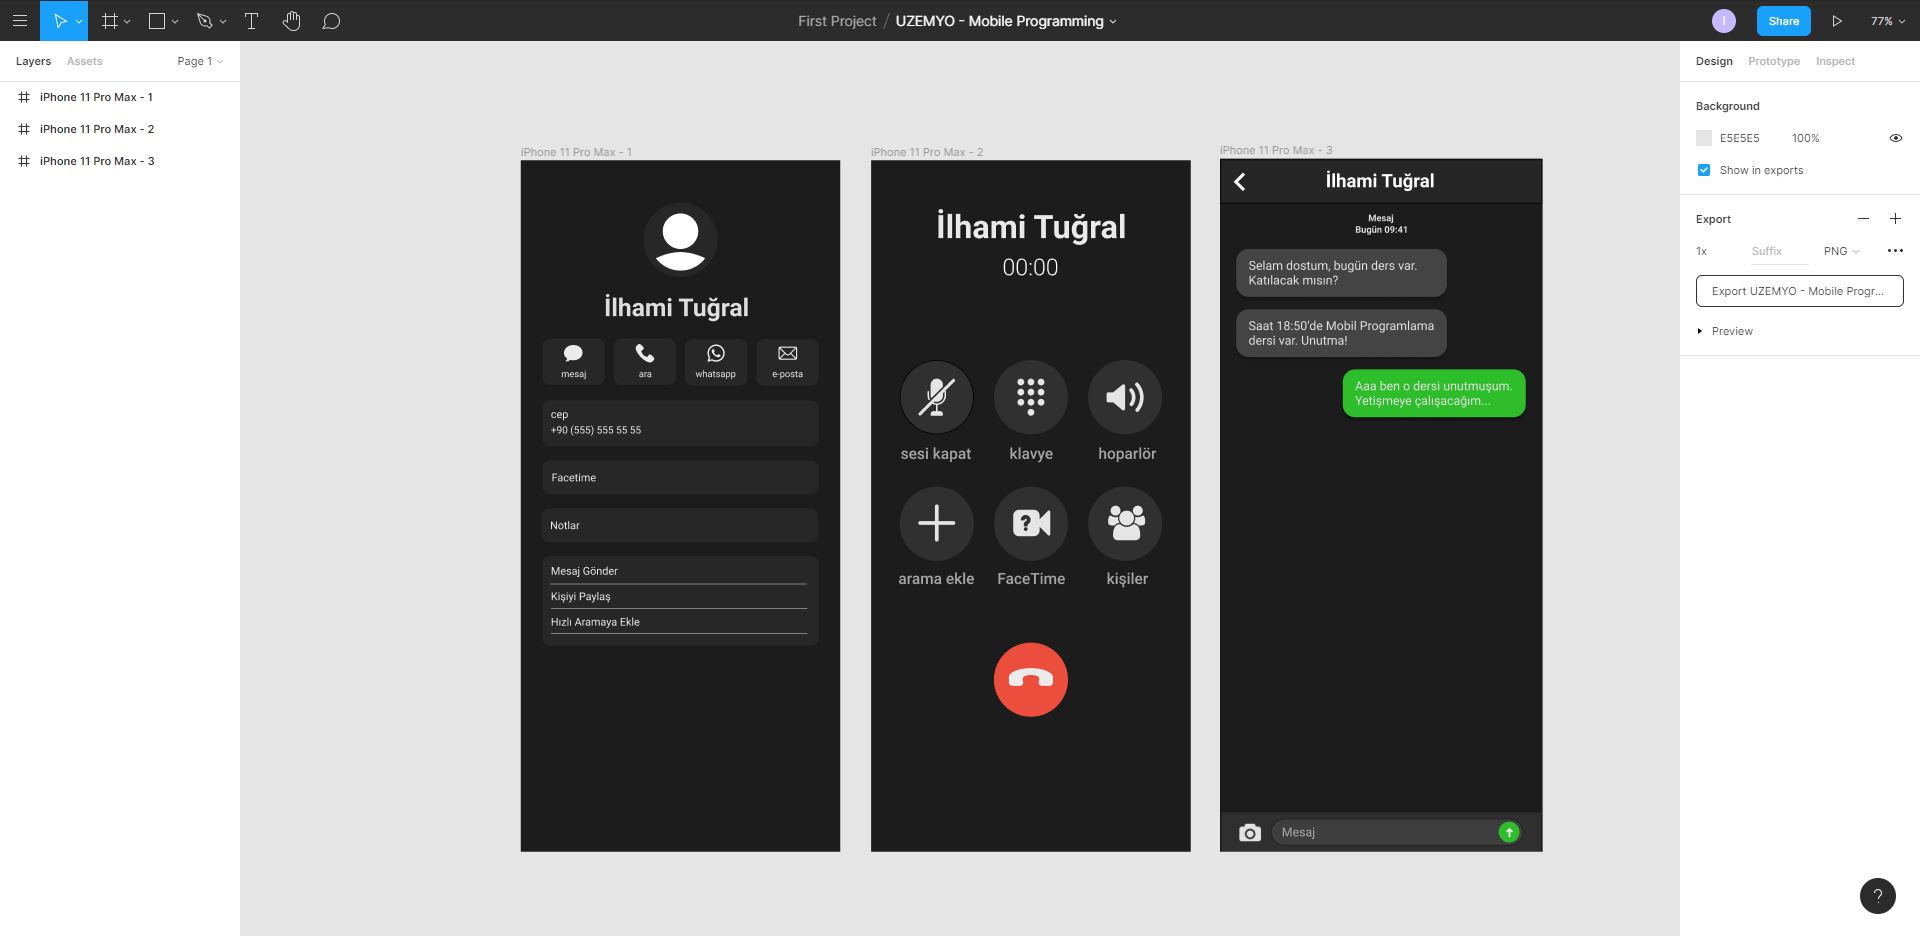 First Project / UZEMYO - Mobile Programming
I
Share
77%
Layers
Assets
Page 1
iPhone 11 Pro Max - 1
iPhone 11 Pro Max - 2
iPhone 11 Pro Max - 3
iPhone 11 Pro Max - 1
İlhami Tuğral
mesaj
ara
whatsapp
e-posta
cep
+90 (555) 555 55 55
Facetime
Notlar
Mesaj Gönder
Kişiyi Paylaş
Hızlı Aramaya Ekle
iPhone 11 Pro Max - 2
İlhami Tuğral
00:00
sesi kapat
klavye
hoparlör
arama ekle
FaceTime
kişiler
iPhone 11 Pro Max - 3
İlhami Tuğral
Mesaj
Bugün 09:41
Selam dostum, bugün ders var.
Katılacak mısın?
Saat 18:50'de Mobil Programlama
dersi var. Unutma!
Aaa ben o dersi unutmuşum.
Yetişmeye çalışacağım...
Mesaj
Design
Prototype
Inspect
Background
E5E5E5
100%
Show in exports
Export
1x
Suffix
PNG
Export UZEMYO - Mobile Progr...
Preview
?